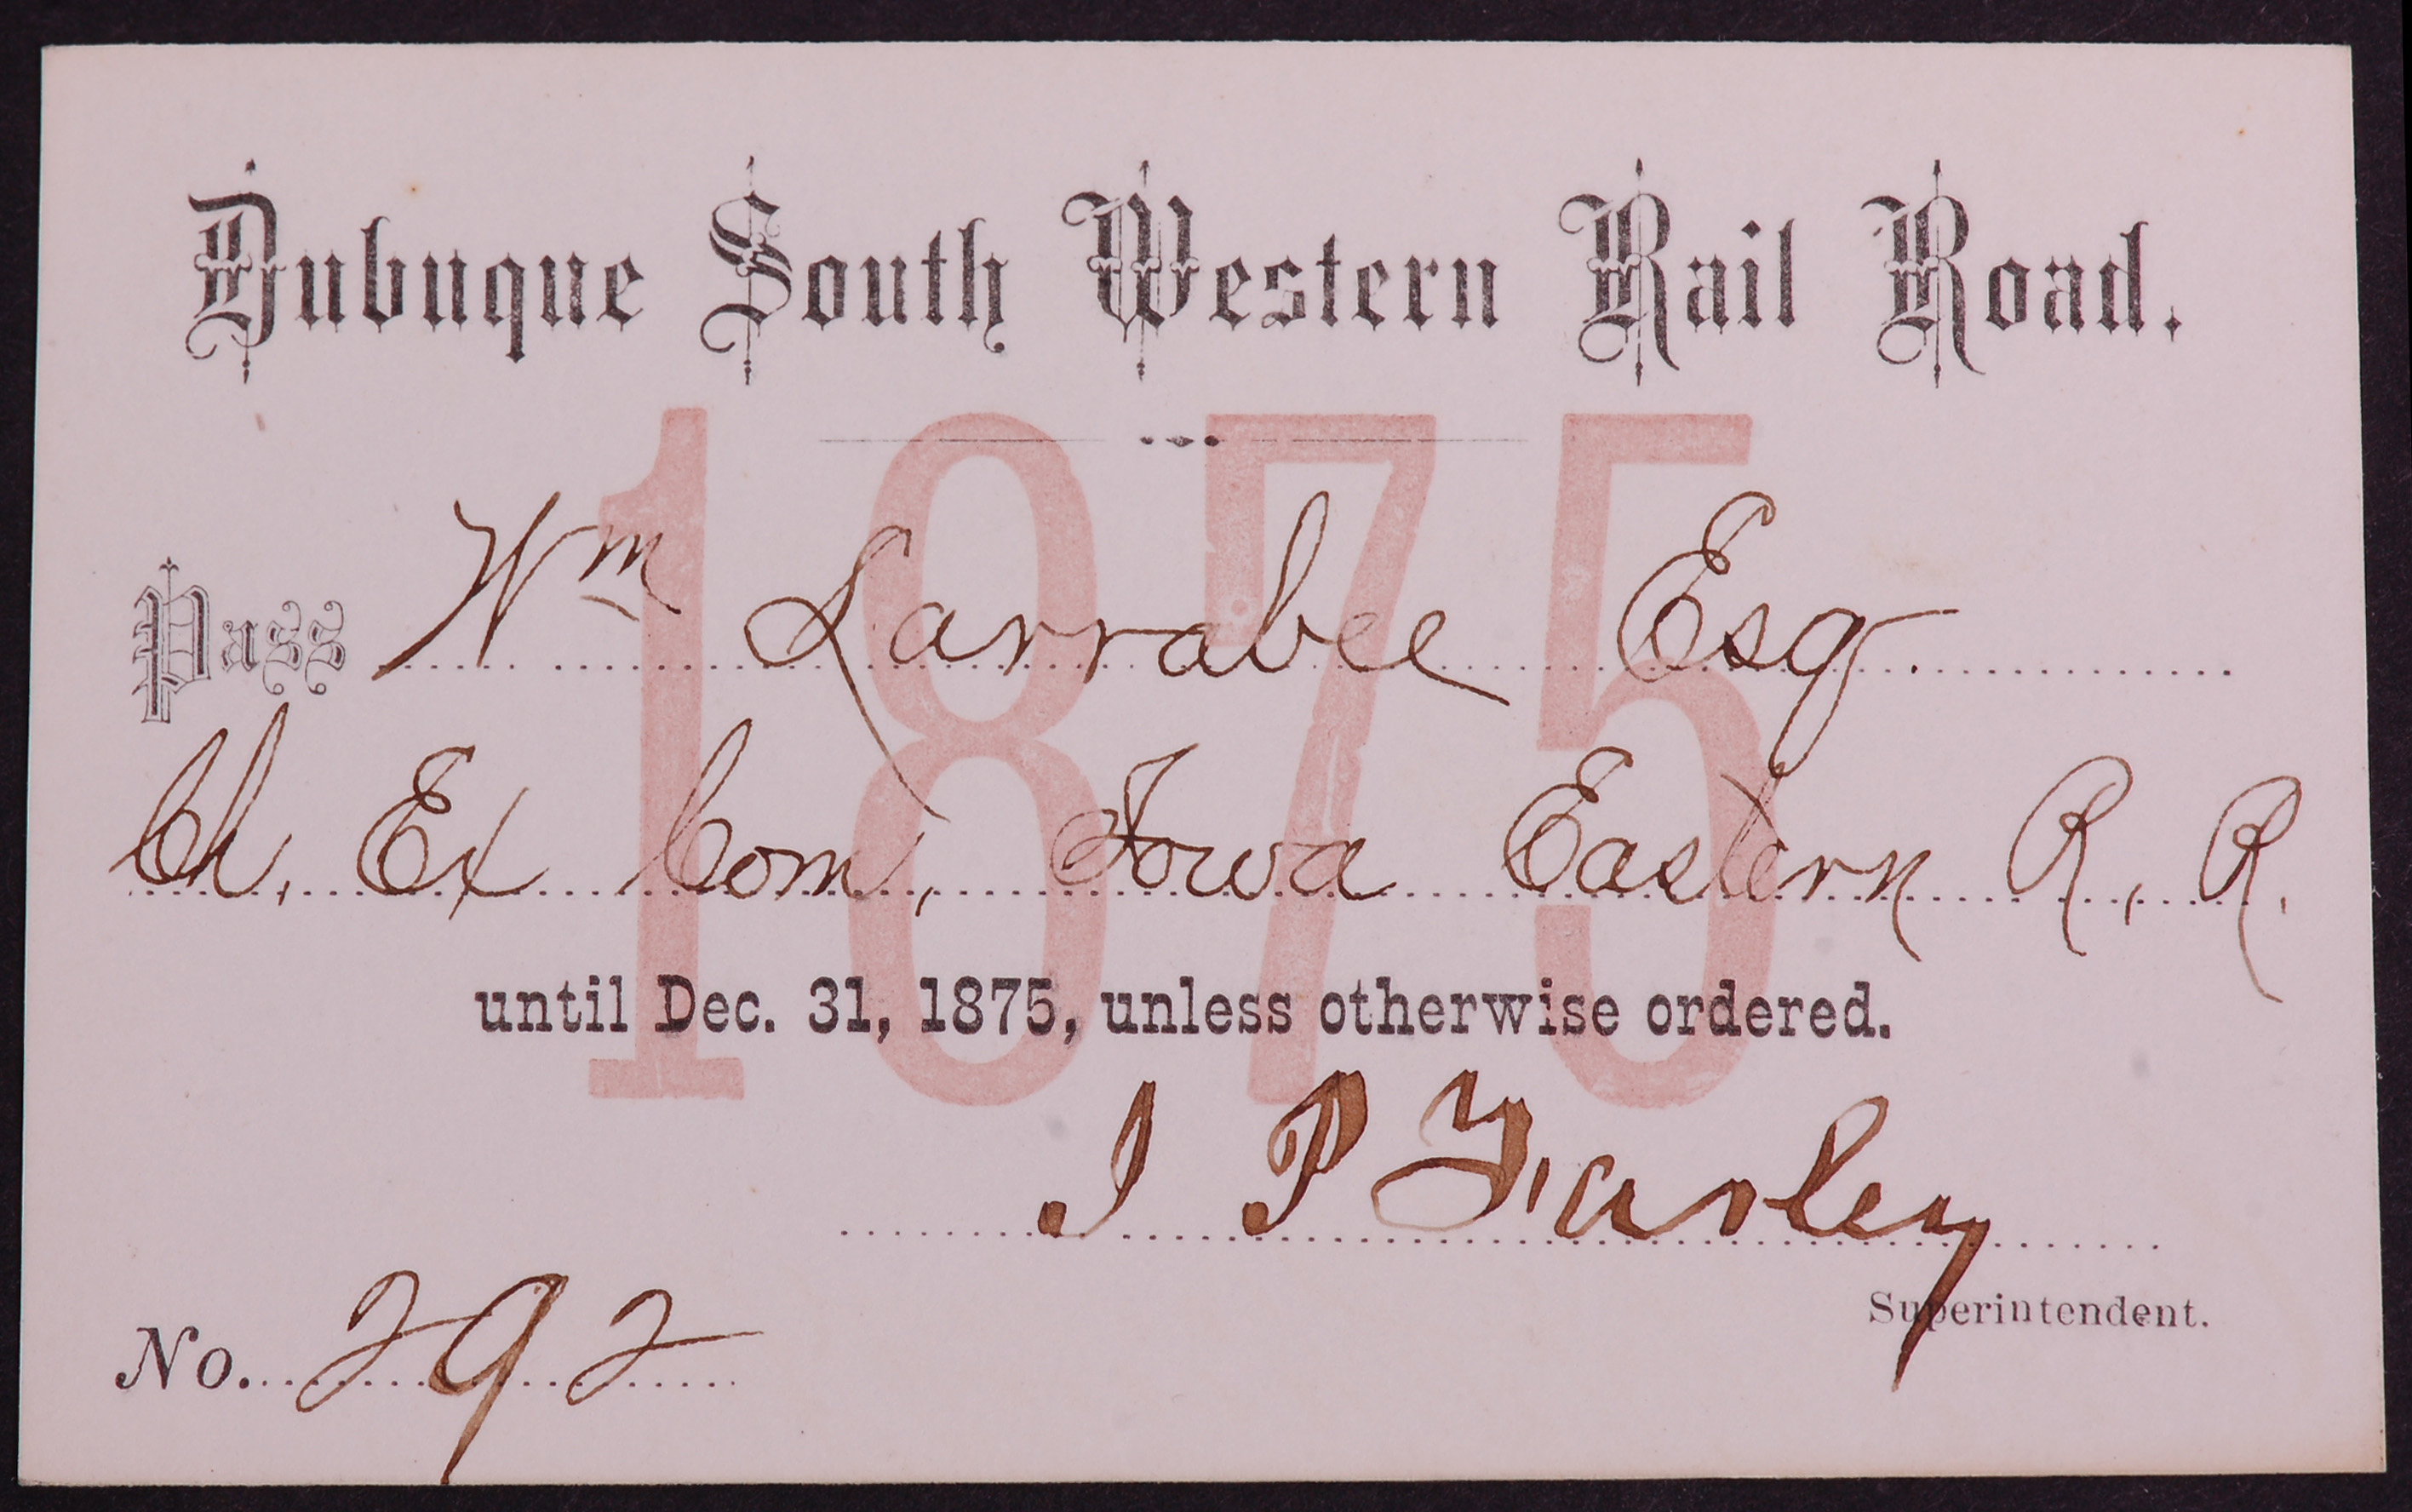 Dubuque South Western Rail Road.
1875
Pass Wm Larrabee Esq.
Ch. Ex Com, Iowa Eastern R, R.
until Dec. 31, 1875, unless otherwise ordered.
J P Farley
Superintendent.
No. 292